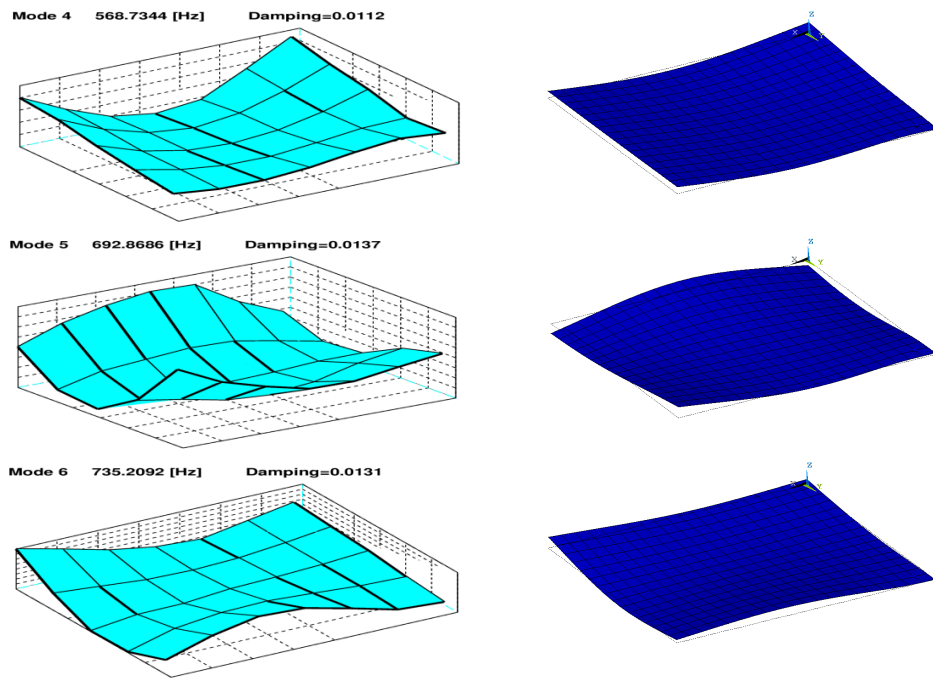 Mode 4 568.7344 [Hz] Damping=0.0112
Z
X
Y
Mode 5 692.8686 [Hz] Damping=0.0137
Z
X
Y
Mode 6 735.2092 [Hz] Damping=0.0131
Z
X
Y